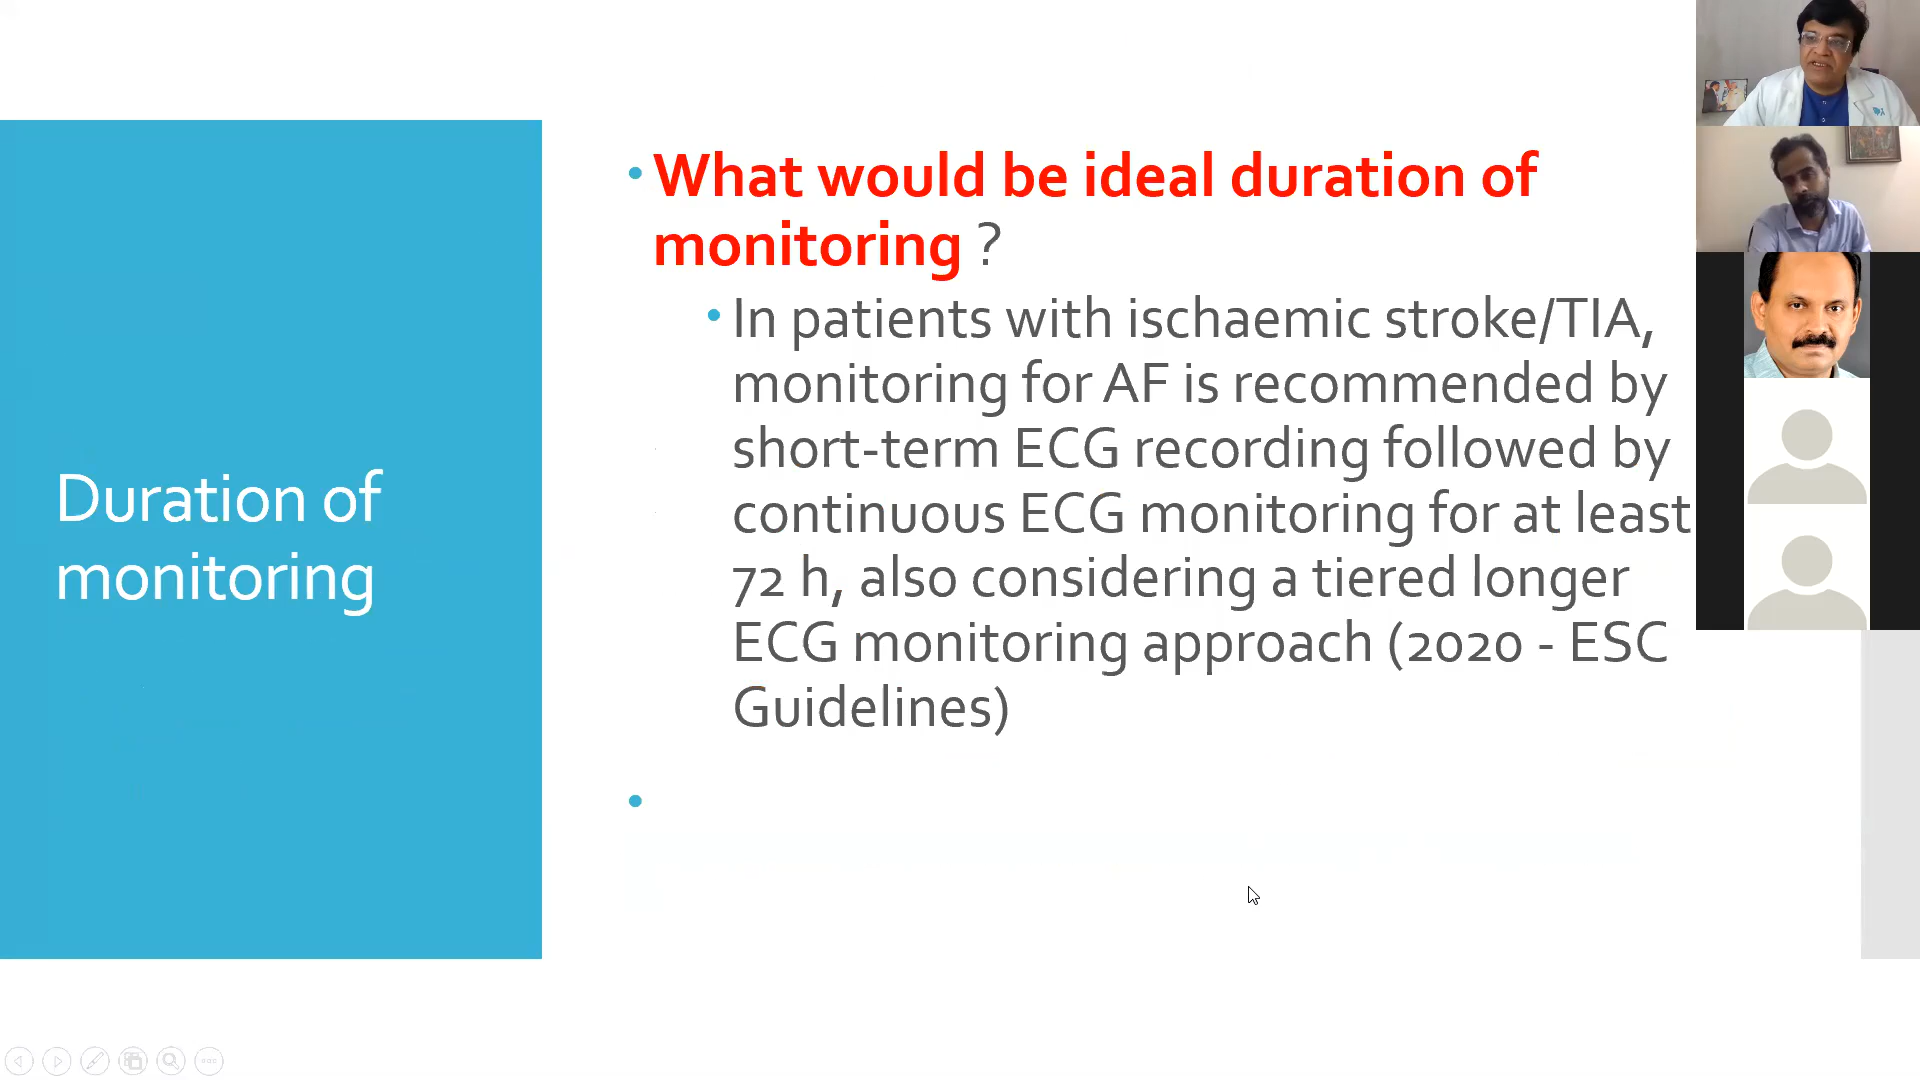 Duration of
monitoring
What would be ideal duration of
monitoring ?
In patients with ischaemic stroke/TIA,
monitoring for AF is recommended by
short-term ECG recording followed by
continuous ECG monitoring for at least
72 h, also considering a tiered longer
ECG monitoring approach (2020 - ESC
Guidelines)